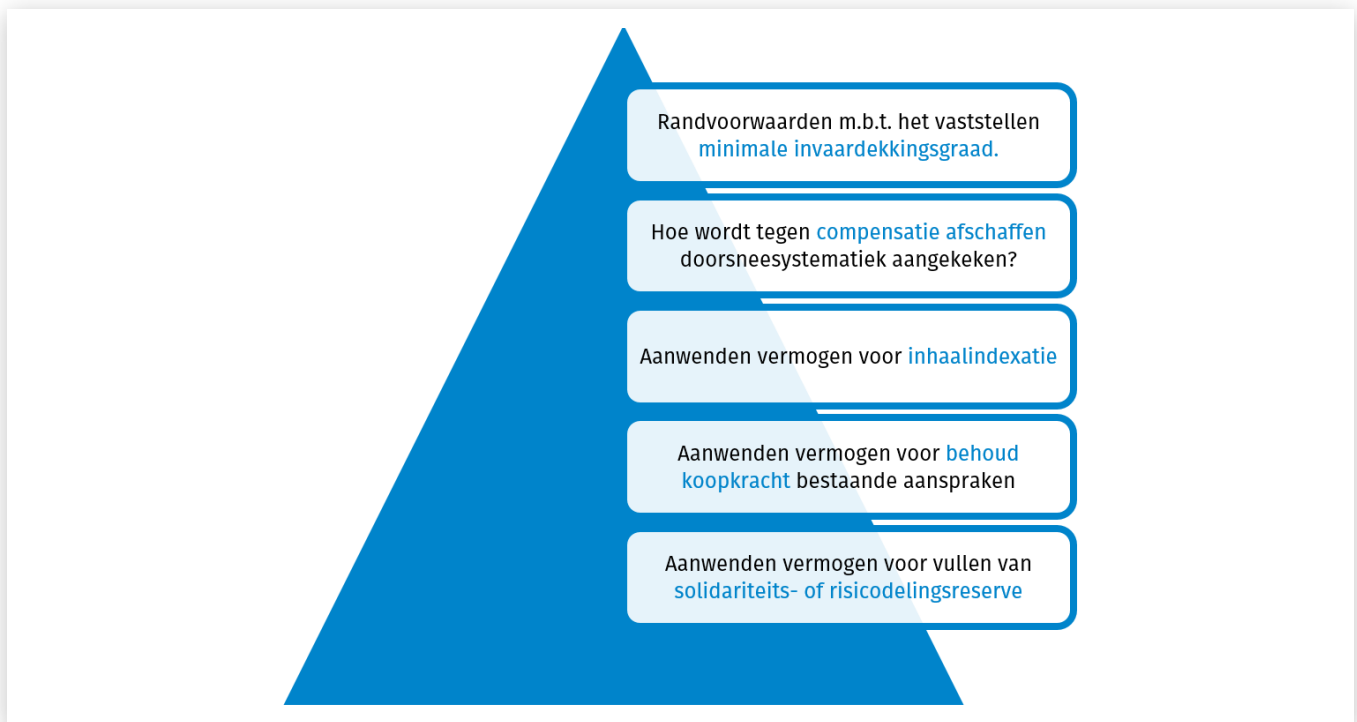 Randvoorwaarden m.b.t. het vaststellen
minimale invaardekkingsgraad.
Hoe wordt tegen compensatie afschaffen
doorsneesystematiek aangekeken?
Aanwenden vermogen voor inhaalindexatie
Aanwenden vermogen voor behoud
koopkracht bestaande aanspraken
Aanwenden vermogen voor vullen van
solidariteits- of risicodelingsreserve